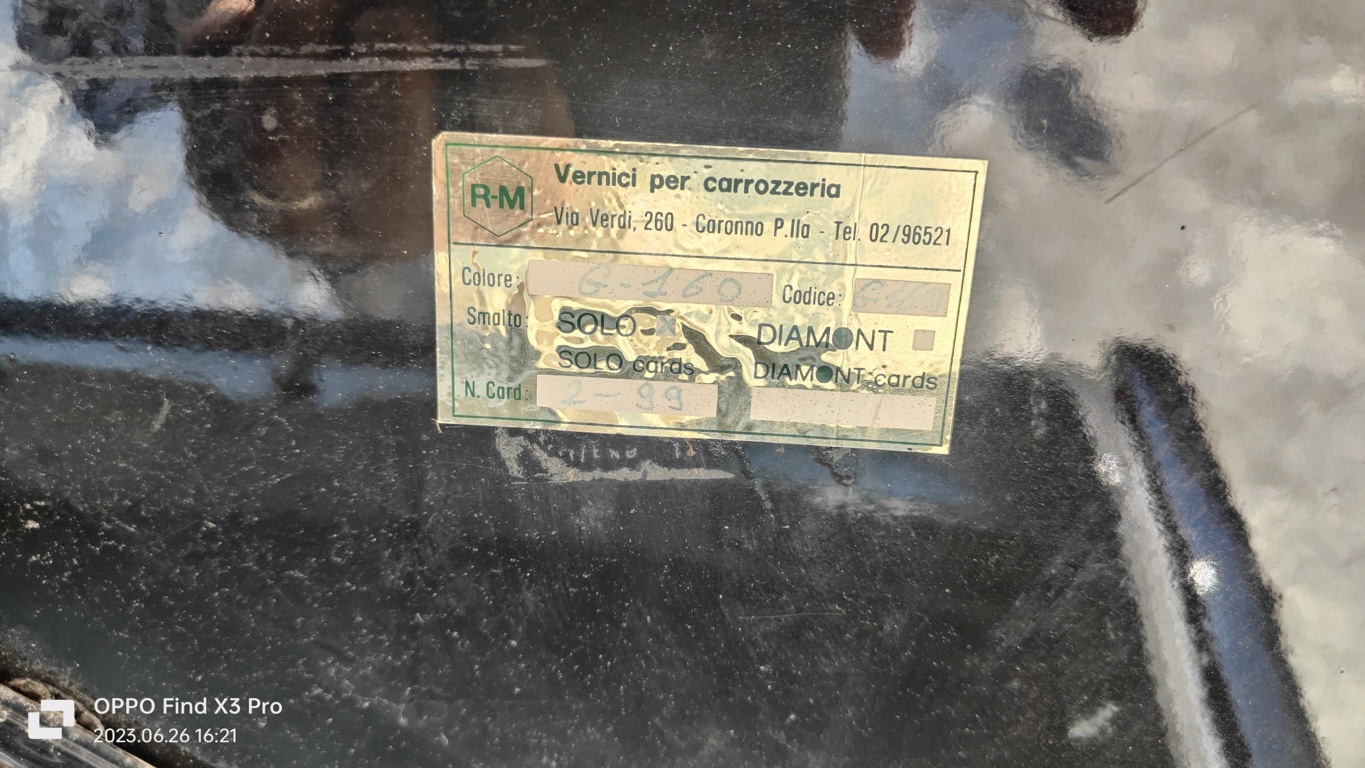 R-M
Vernici per carrozzeria
Via Verdi, 260 - Caronno P.lla - Tel. 02/96521
Colore: G-160 Codice:
Smalto: SOLO DIAMONT
SOLO cards DIAMONT-cards
N. Card: 2-99
OPPO Find X3 Pro
2023.06.26 16:21